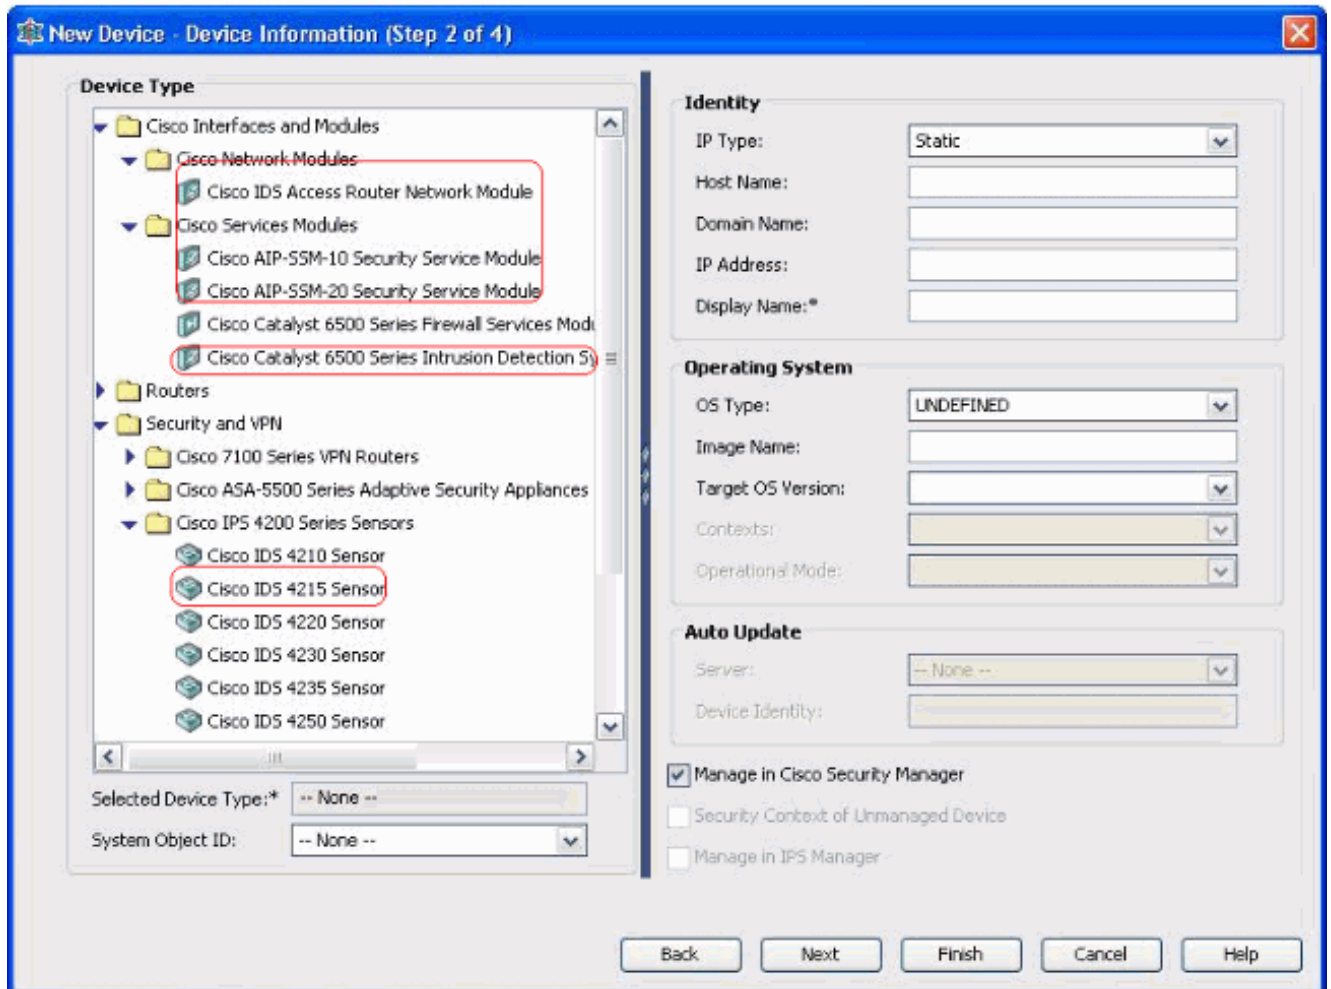 New Device - Device Information (Step 2 of 4)
Device Type
Cisco Interfaces and Modules
Cisco Network Modules
Cisco IDS Access Router Network Module
Cisco Services Modules
Cisco AIP-SSM-10 Security Service Module
Cisco AIP-SSM-20 Security Service Module
Cisco Catalyst 6500 Series Firewall Services Modu
Cisco Catalyst 6500 Series Intrusion Detection Sy
Routers
Security and VPN
Cisco 7100 Series VPN Routers
Cisco ASA-5500 Series Adaptive Security Appliances
Cisco IPS 4200 Series Sensors
Cisco IDS 4210 Sensor
Cisco IDS 4215 Sensor
Cisco IDS 4220 Sensor
Cisco IDS 4230 Sensor
Cisco IDS 4235 Sensor
Cisco IDS 4250 Sensor
Selected Device Type:* -- None --
System Object ID: -- None --
Identity
IP Type: Static
Host Name:
Domain Name:
IP Address:
Display Name:*
Operating System
OS Type: UNDEFINED
Image Name:
Target OS Version:
Contexts:
Operational Mode:
Auto Update
Server: -- None --
Device Identity:
Manage in Cisco Security Manager
Security Context of Unmanaged Device
Manage in IPS Manager
Back Next Finish Cancel Help